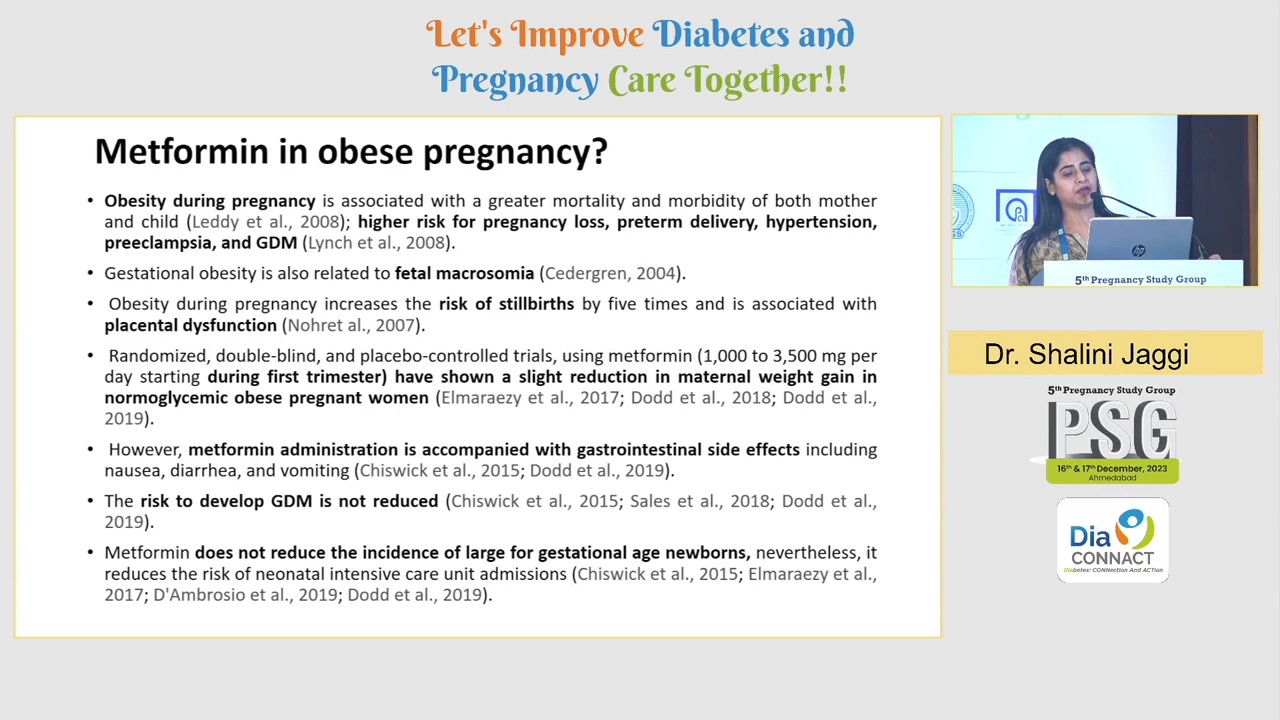 Let's Improve Diabetes and
Pregnancy Care Together!!
Metformin in obese pregnancy?
• Obesity during pregnancy is associated with a greater mortality and morbidity of both mother
and child (Leddy et al., 2008); higher risk for pregnancy loss, preterm delivery, hypertension,
preeclampsia, and GDM (Lynch et al., 2008).
• Gestational obesity is also related to fetal macrosomia (Cedergren, 2004).
• Obesity during pregnancy increases the risk of stillbirths by five times and is associated with
placental dysfunction (Nohret al., 2007).
• Randomized, double-blind, and placebo-controlled trials, using metformin (1,000 to 3,500 mg per
day starting during first trimester) have shown a slight reduction in maternal weight gain in
normoglycemic obese pregnant women (Elmaraezy et al., 2017; Dodd et al., 2018; Dodd et al.,
2019).
• However, metformin administration is accompanied with gastrointestinal side effects including
nausea, diarrhea, and vomiting (Chiswick et al., 2015; Dodd et al., 2019).
• The risk to develop GDM is not reduced (Chiswick et al., 2015; Sales et al., 2018; Dodd et al.,
2019).
• Metformin does not reduce the incidence of large for gestational age newborns, nevertheless, it
reduces the risk of neonatal intensive care unit admissions (Chiswick et al., 2015; Elmaraezy et al.,
2017; D'Ambrosio et al., 2019; Dodd et al., 2019).
hp
5th Pregnancy Study Group
Dr. Shalini Jaggi
5th Pregnancy Study Group
PSG
16th & 17th December, 2023
Ahmedabad
Dia
CONNACT
Diabetes: CONNection And ACTion